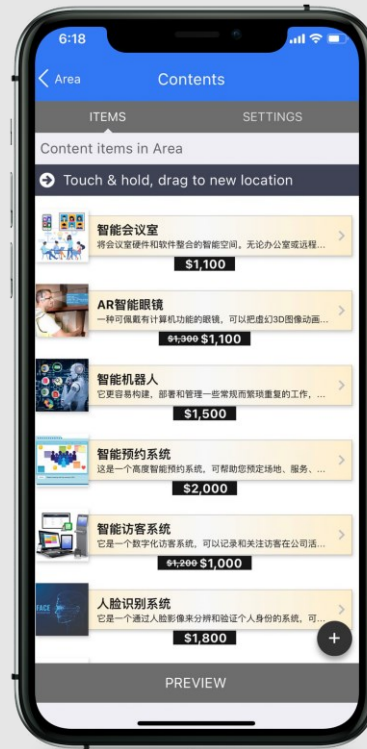 6:18
Area
Contents
ITEMS
SETTINGS
Content items in Area
Touch & hold, drag to new location
智能会议室
将会议室硬件和软件整合的智能空间，无论办公室或远程...
$1,100
AR智能眼镜
一种可佩戴有计算机功能的眼镜，可以把虚幻3D图像动画...
$1,300 $1,100
智能机器人
它更容易构建，部署和管理一些常规而繁琐重复的工作，...
$1,500
智能预约系统
这是一个高度智能预约系统，可帮助您预定场地、服务、...
$2,000
智能访客系统
它是一个数字化访客系统，可以记录和关注访客在公司活...
$1,200 $1,000
FACE
人脸识别系统
它是一个通过人脸影像来分辨和验证个人身份的系统，可...
$1,800
+
PREVIEW